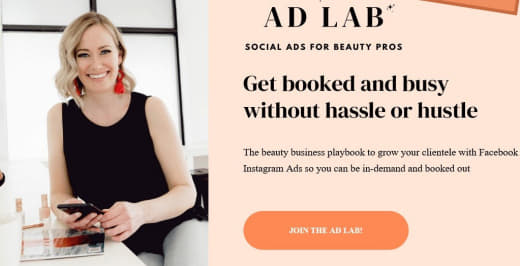 AD LAB
SOCIAL ADS FOR BEAUTY PROS
Get booked and busy
without hassle or hustle
The beauty business playbook to grow your clientele with Facebook
Instagram Ads so you can be in-demand and booked out
JOIN THE AD LAB!